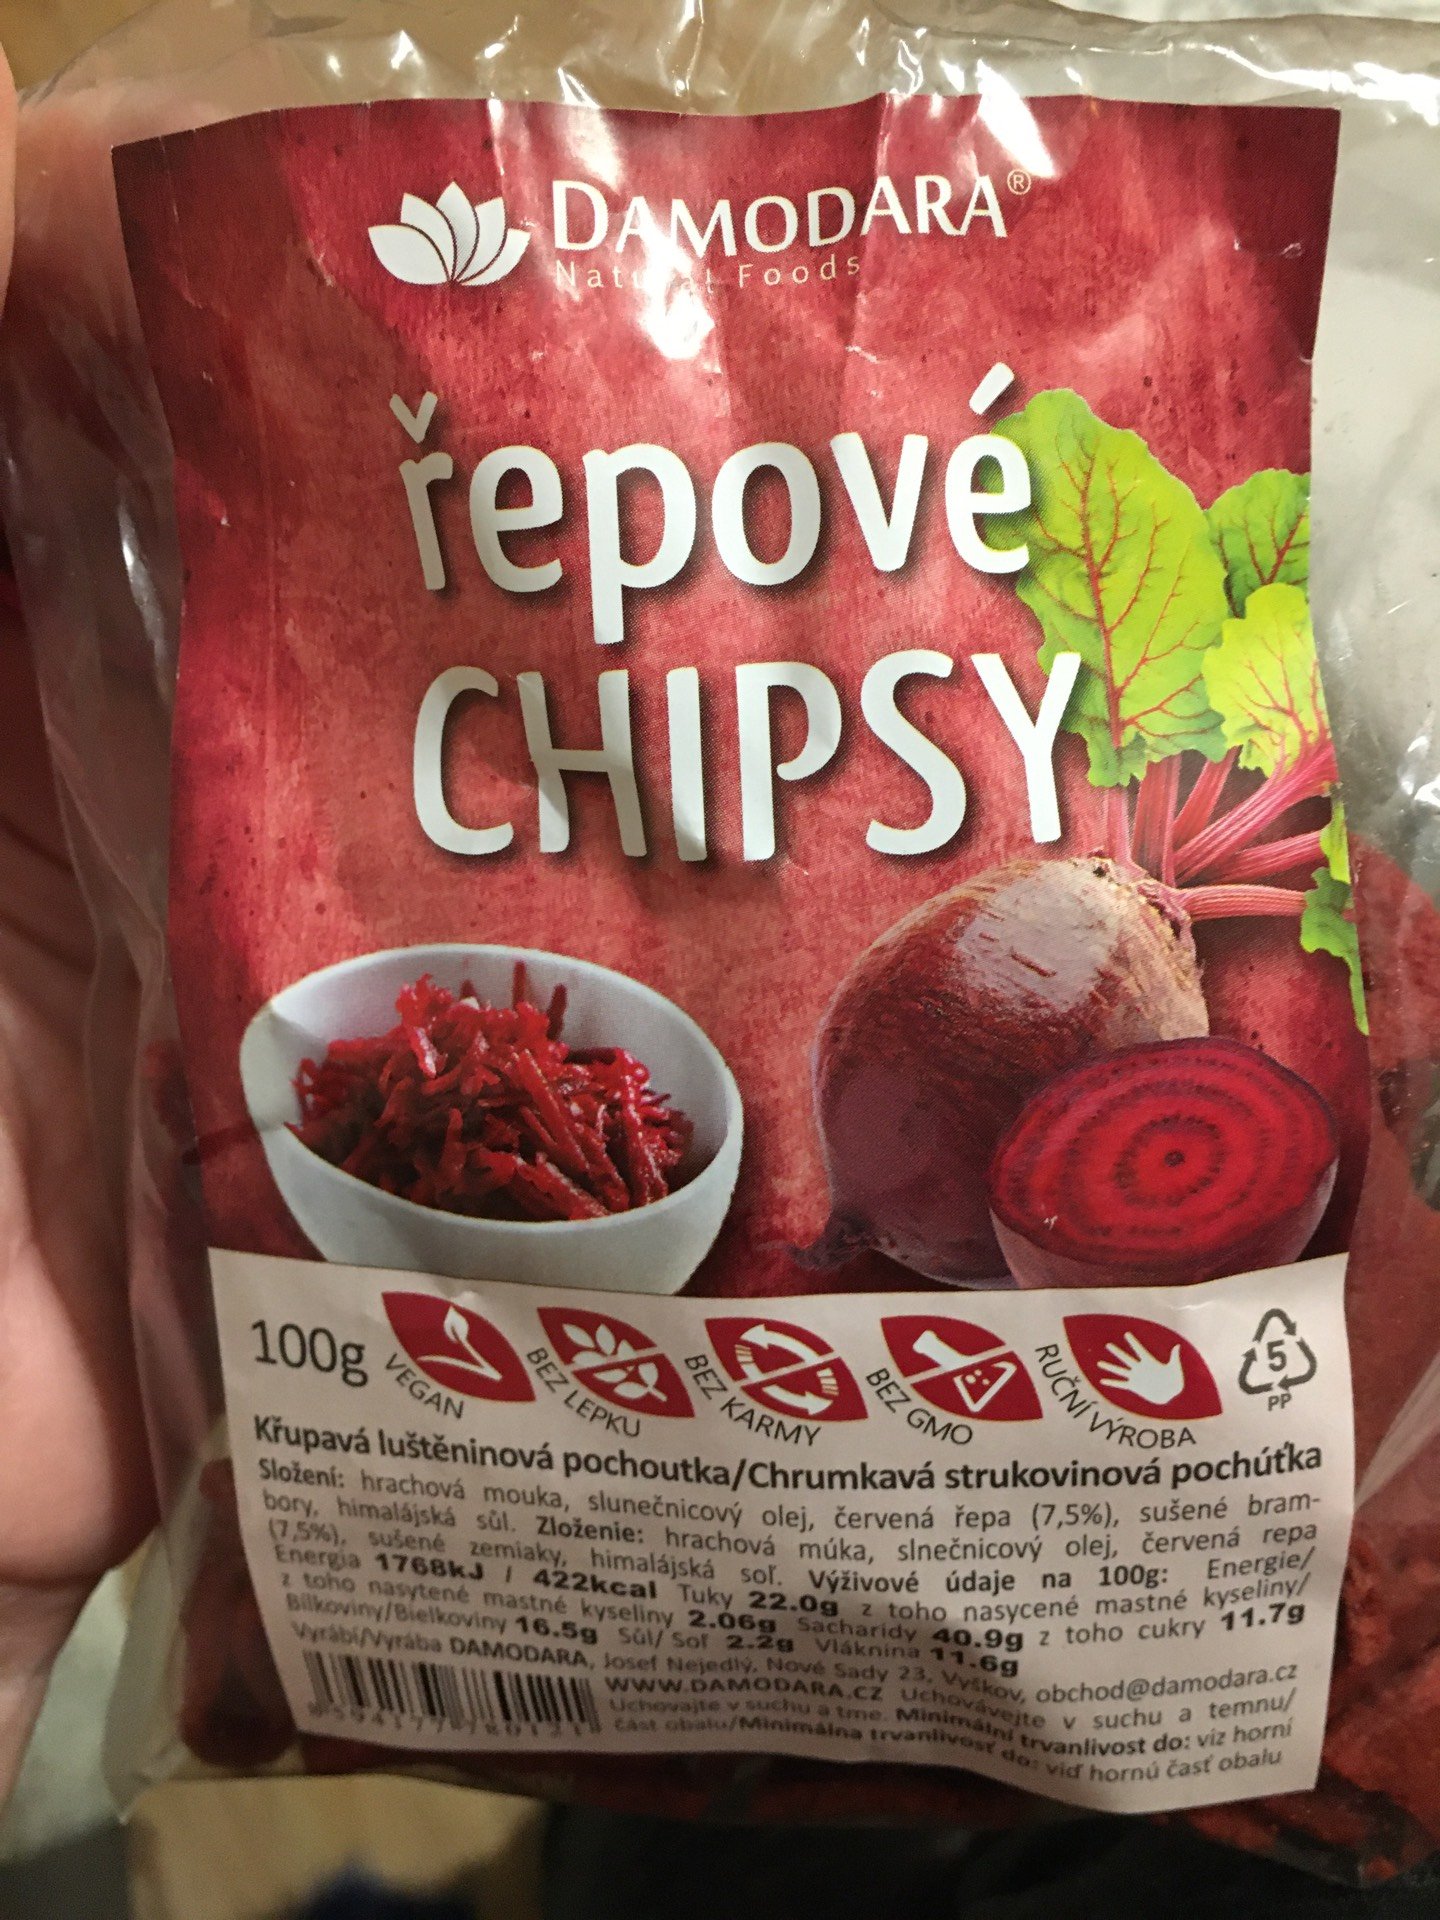 DAMODARA®
Natural Foods
řepové
CHIPSY
100g
VEGAN
BEZ LEPKU
BEZ KARMY
BEZ GMO
RUČNÍ VÝROBA
5
PP
Křupavá luštěninová pochoutka/Chrumkavá strukovinová pochúťka
Složení: hrachová mouka, slunečnicový olej, červená řepa (7,5%), sušené bram-
bory, himalájská sůl. Zloženie: hrachová múka, slnečnicový olej, červená repa
(7,5%), sušené zemiaky, himalájská soľ. Výživové údaje na 100g: Energie/
Energia 1768kJ / 422kcal Tuky 22.0g z toho nasycené mastné kyseliny/
z toho nasytené mastné kyseliny 2.06g Sacharidy 40.9g z toho cukry 11.7g
Bílkoviny/Bielkoviny 16.5g Sůl/ Soľ 2.2g Vláknina 11.6g
Vyrábí/Vyrába DAMODARA, Josef Nejedlý, Nové Sady 23, Vyškov, obchod@damodara.cz
WWW.DAMODARA.CZ Uchovávejte v suchu a temnu/
Uchovajte v suchu a tme. Minimální trvanlivost do: viz horní
část obalu/Minimálna trvanlivosť do: viď hornú časť obalu